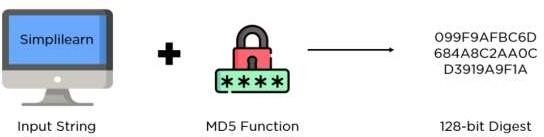 Simplilearn
****
099F9AFBC6D
684A8C2AA0C
D3919A9F1A
Input String
MD5 Function
128-bit Digest